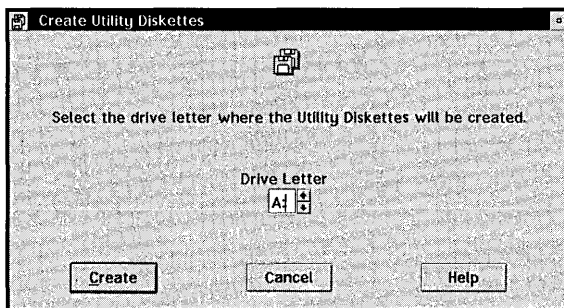 Create Utility Diskettes
Select the drive letter where the Utility Diskettes will be created.
Drive Letter
A:
Create
Cancel
Help